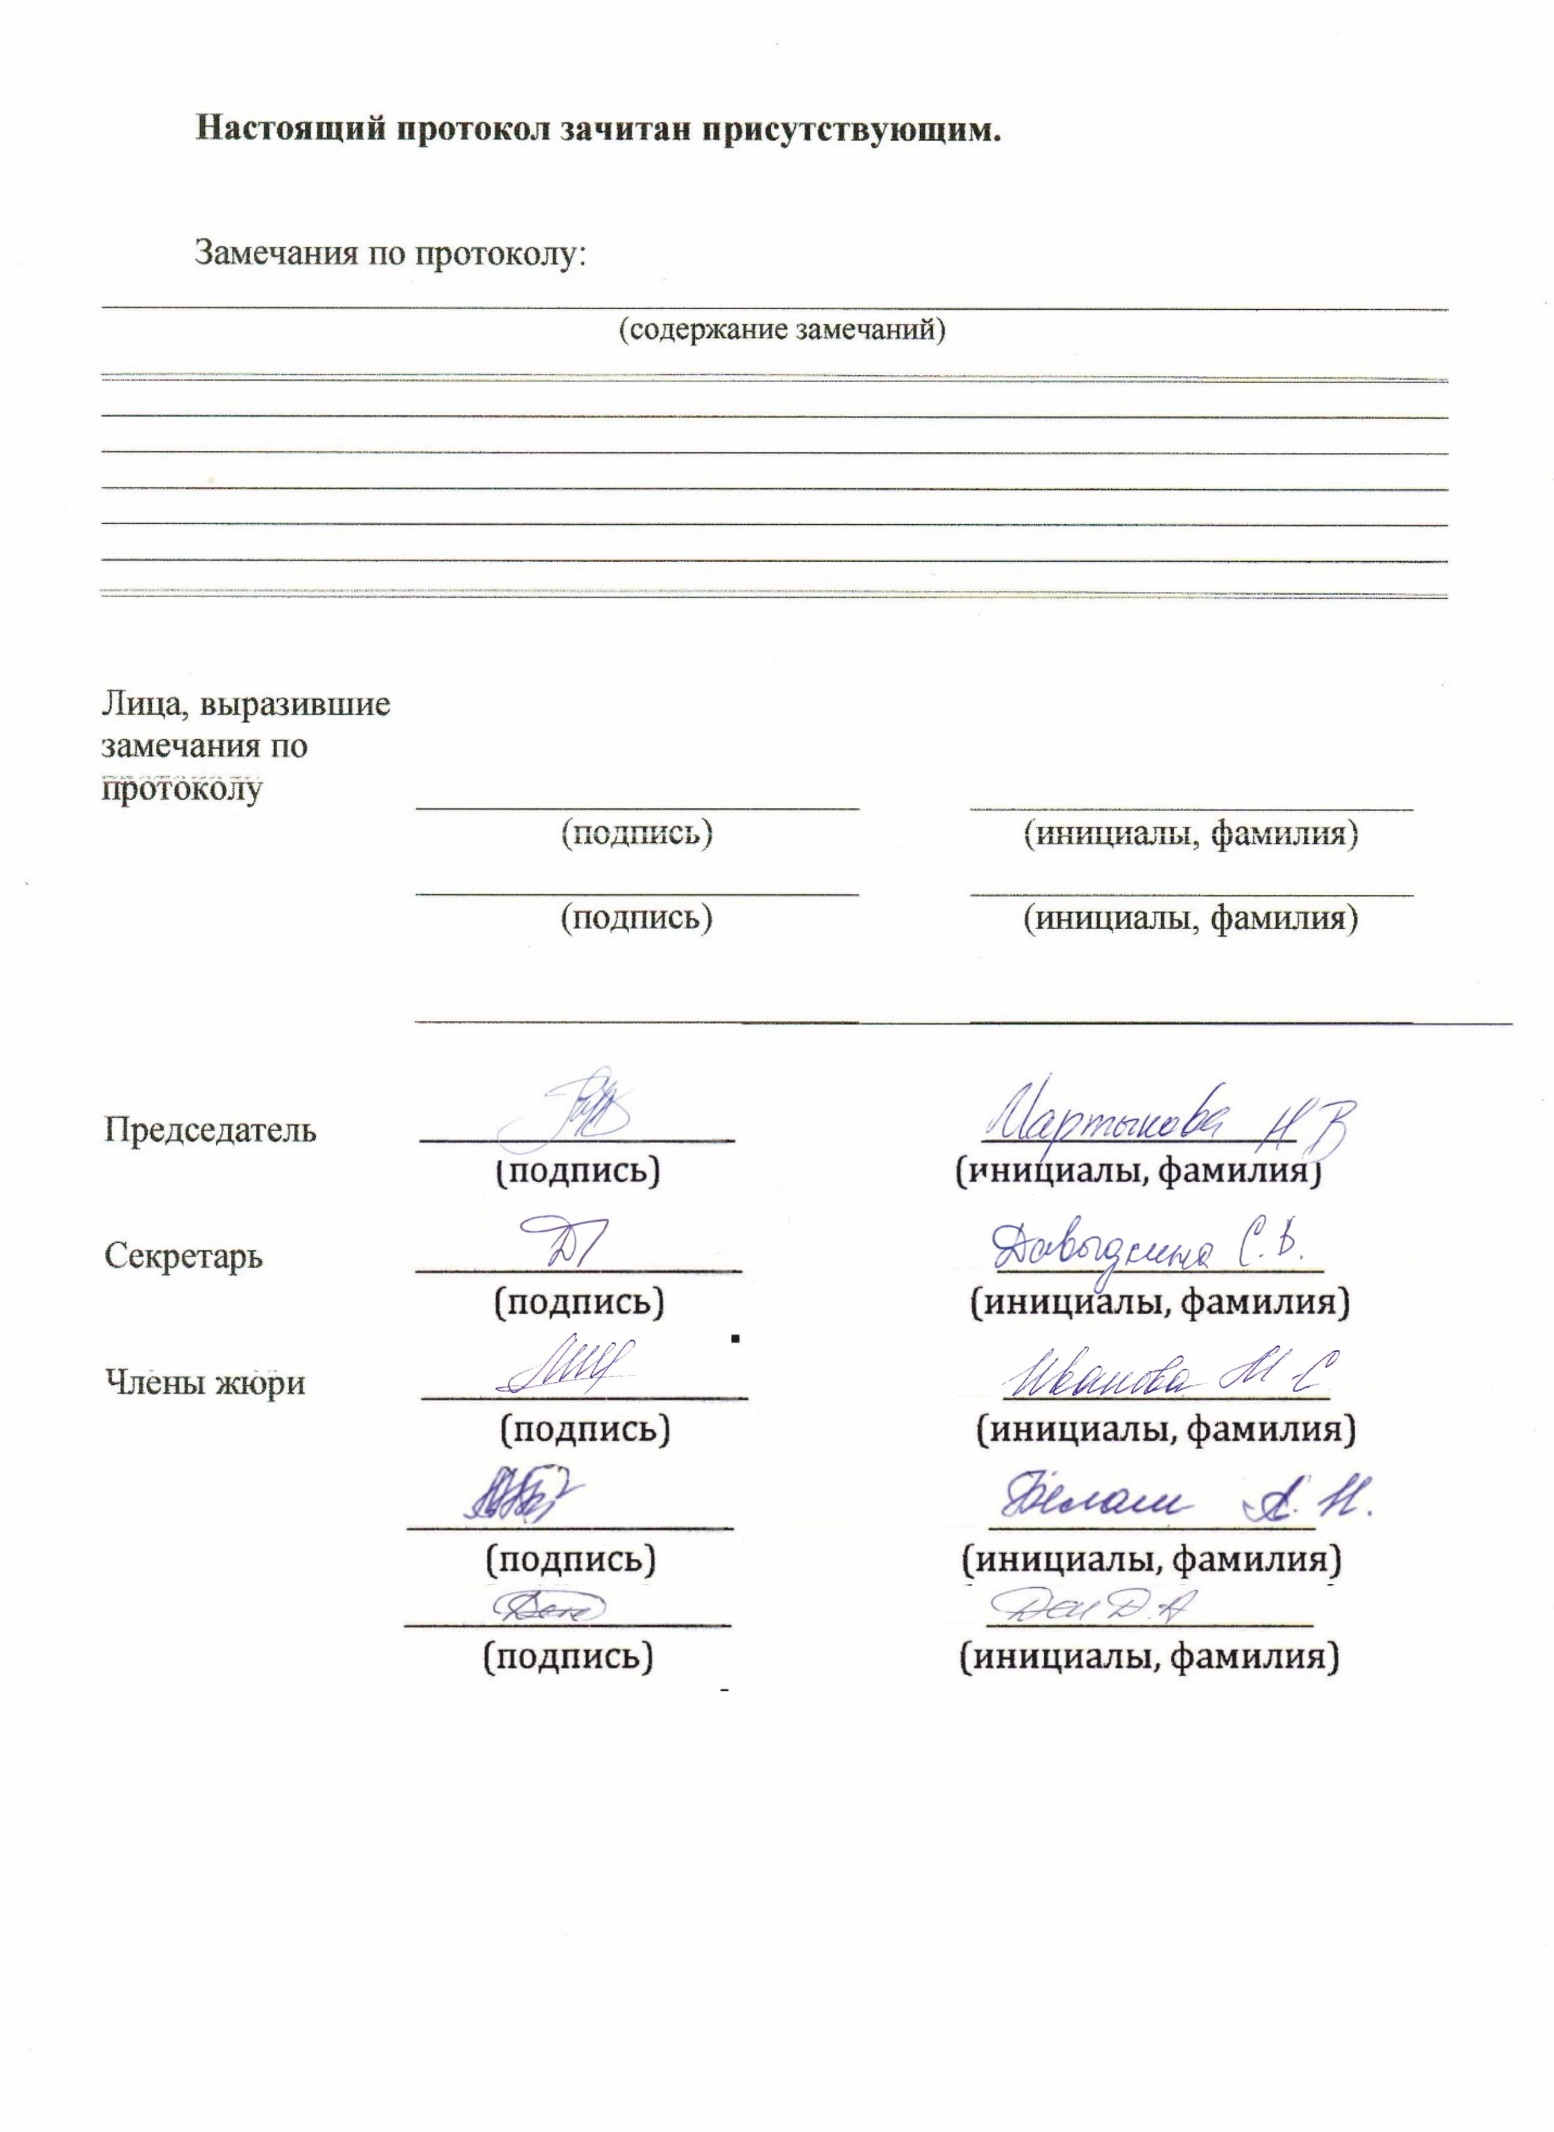 Настоящий протокол зачитан присутствующим.
Замечания по протоколу:
(содержание замечаний)
Лица, выразившие
замечания по
протоколу
(подпись) (инициалы, фамилия)
(подпись) (инициалы, фамилия)
Председатель Мартынова Н В
(подпись) (инициалы, фамилия)
Секретарь Давыдкина С.В.
(подпись) (инициалы, фамилия)
Члены жюри Иванова М С
(подпись) (инициалы, фамилия)
Белаш А. Н.
(подпись) (инициалы, фамилия)
Ден Д.А
(подпись) (инициалы, фамилия)